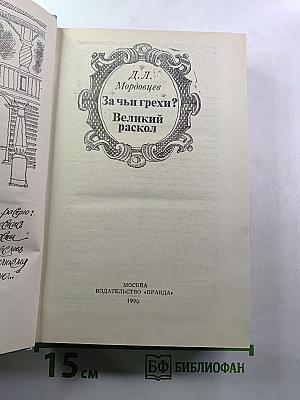 Д. Л.
Мордовцев
За чьи грехи?
Великий
раскол
МОСКВА
ИЗДАТЕЛЬСТВО «ПРАВДА»
1990
15 см
БФ БИБЛИОФАН